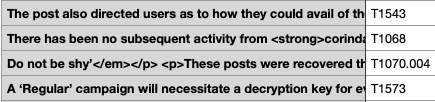 The post also directed users as to how they could avail of th T1543
There has been no subsequent activity from <strong>corinda T1068
Do not be shy’</em></p> <p>These posts were recovered th T1070.004
A ‘Regular’ campaign will necessitate a decryption key for ev T1573